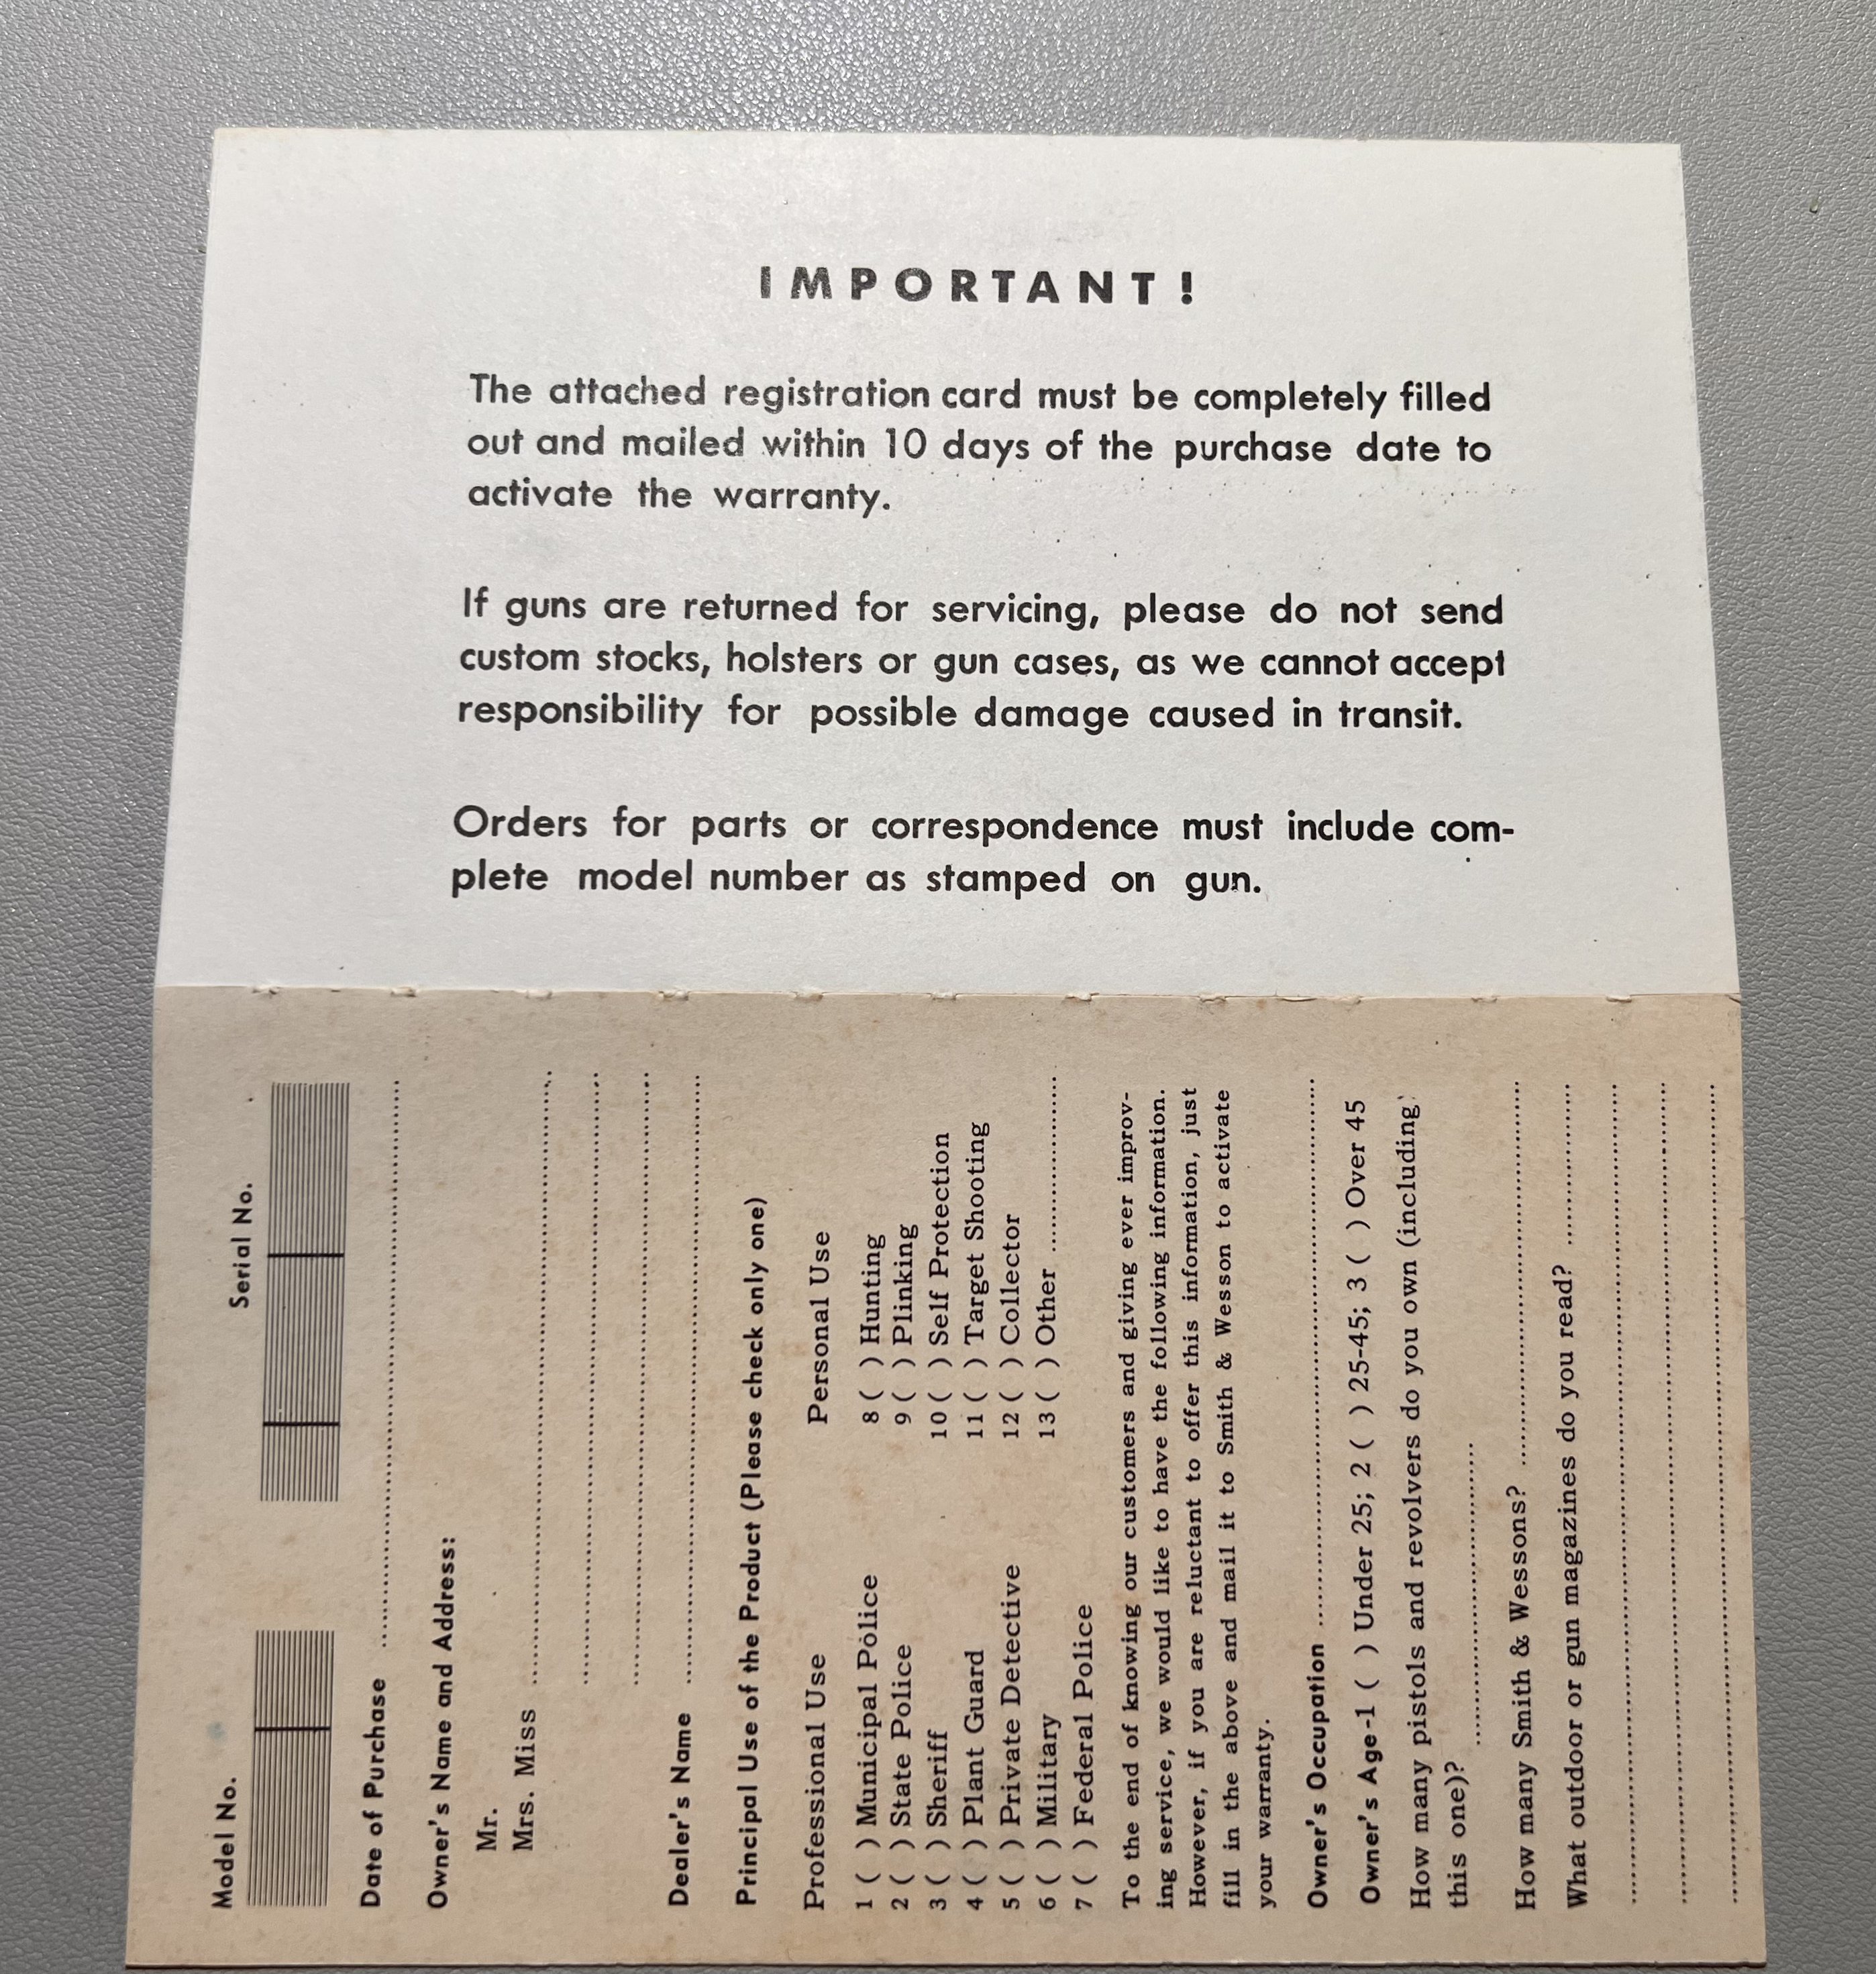 IMPORTANT!
The attached registration card must be completely filled
out and mailed within 10 days of the purchase date to
activate the warranty.
If guns are returned for servicing, please do not send
custom stocks, holsters or gun cases, as we cannot accept
responsibility for possible damage caused in transit.
Orders for parts or correspondence must include com-
plete model number as stamped on gun.
Model No. Serial No.
Date of Purchase
Owner's Name and Address:
Mr.
Mrs. Miss
Dealer's Name
Principal Use of the Product (Please check only one)
Professional Use Personal Use
1 ( ) Municipal Police 8 ( ) Hunting
2 ( ) State Police 9 ( ) Plinking
3 ( ) Sheriff 10 ( ) Self Protection
4 ( ) Plant Guard 11 ( ) Target Shooting
5 ( ) Private Detective 12 ( ) Collector
6 ( ) Military 13 ( ) Other
7 ( ) Federal Police
To the end of knowing our customers and giving ever improv-
ing service, we would like to have the following information.
However, if you are reluctant to offer this information, just
fill in the above and mail it to Smith & Wesson to activate
your warranty.
Owner's Occupation
Owner's Age-1 ( ) Under 25; 2 ( ) 25-45; 3 ( ) Over 45
How many pistols and revolvers do you own (including
this one)?
How many Smith & Wessons?
What outdoor or gun magazines do you read?